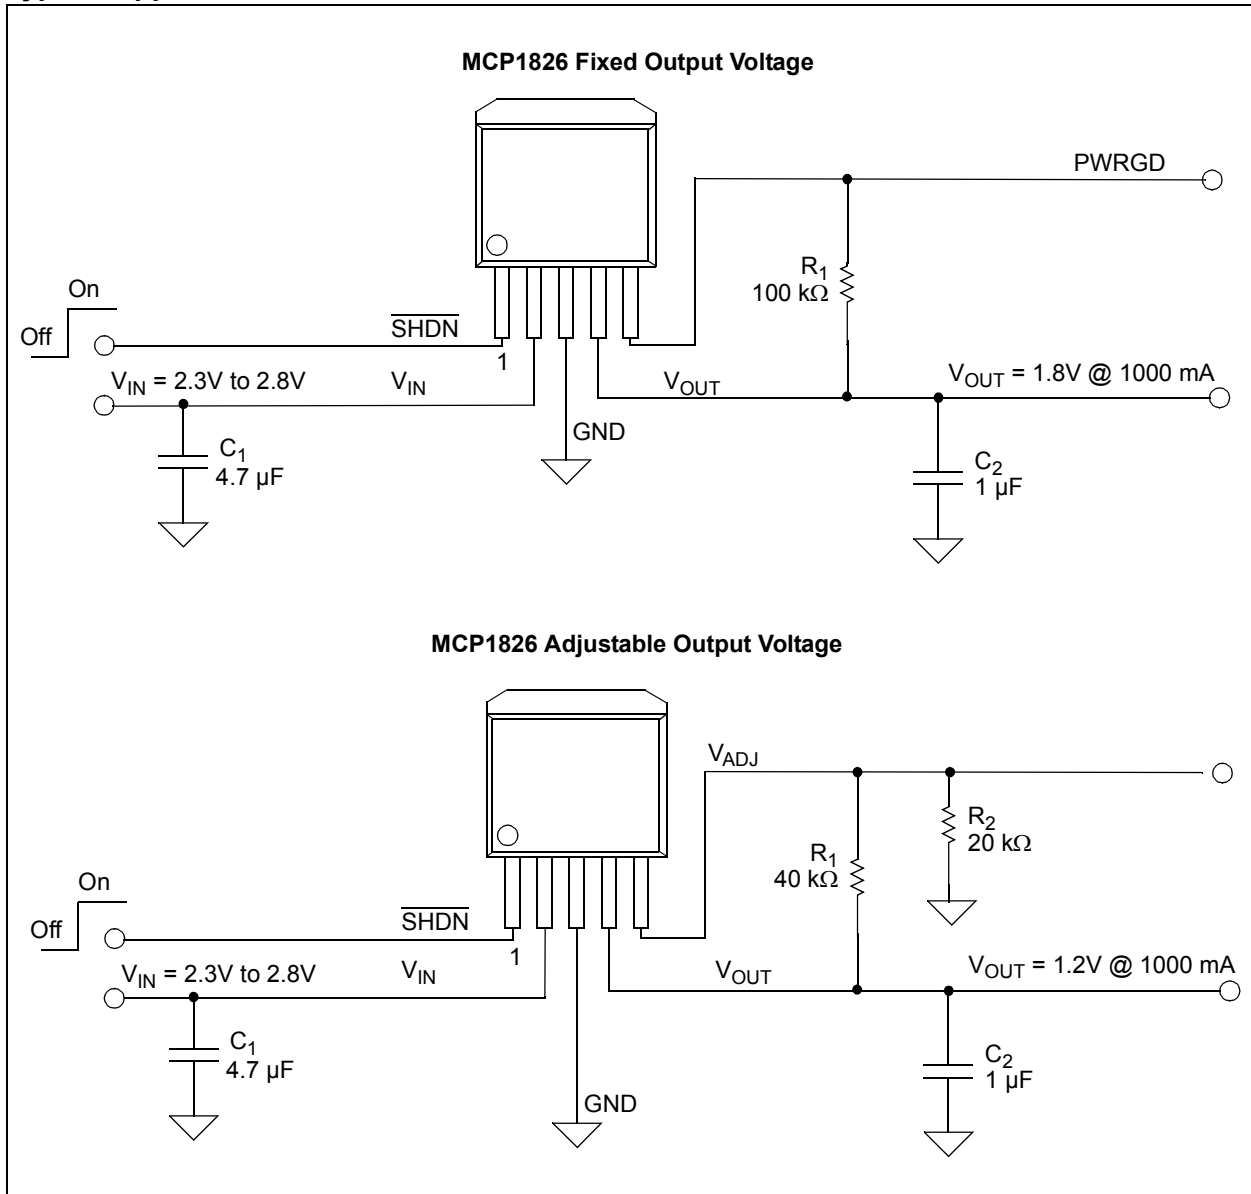 MCP1826 Fixed Output Voltage
PWRGD
R1
100 kΩ
On
Off
SHDN
1
VIN = 2.3V to 2.8V
VIN
VOUT
VOUT = 1.8V @ 1000 mA
GND
C1
4.7 µF
C2
1 µF
MCP1826 Adjustable Output Voltage
VADJ
R2
20 kΩ
R1
40 kΩ
On
Off
SHDN
1
VIN = 2.3V to 2.8V
VIN
VOUT
VOUT = 1.2V @ 1000 mA
C1
4.7 µF
C2
1 µF
GND